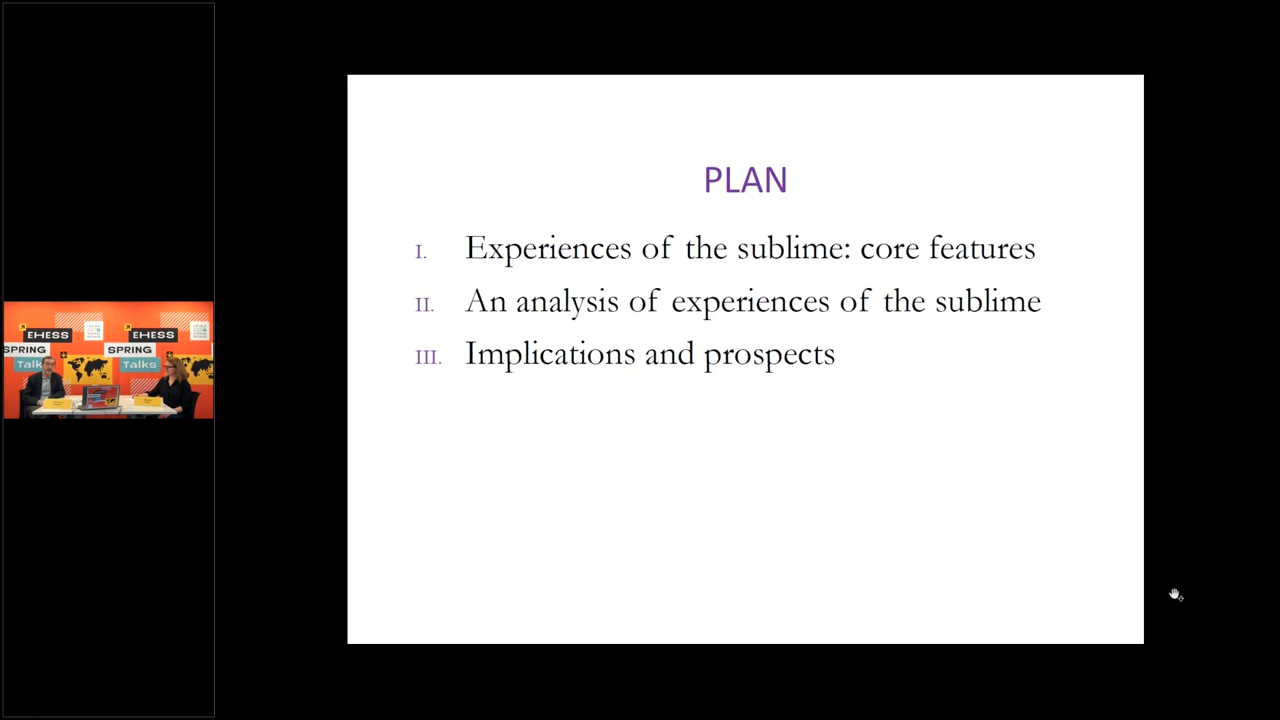 PLAN
I. Experiences of the sublime: core features
II. An analysis of experiences of the sublime
III. Implications and prospects
EHESS
SPRING
Talks
EHESS
SPRING
Talks